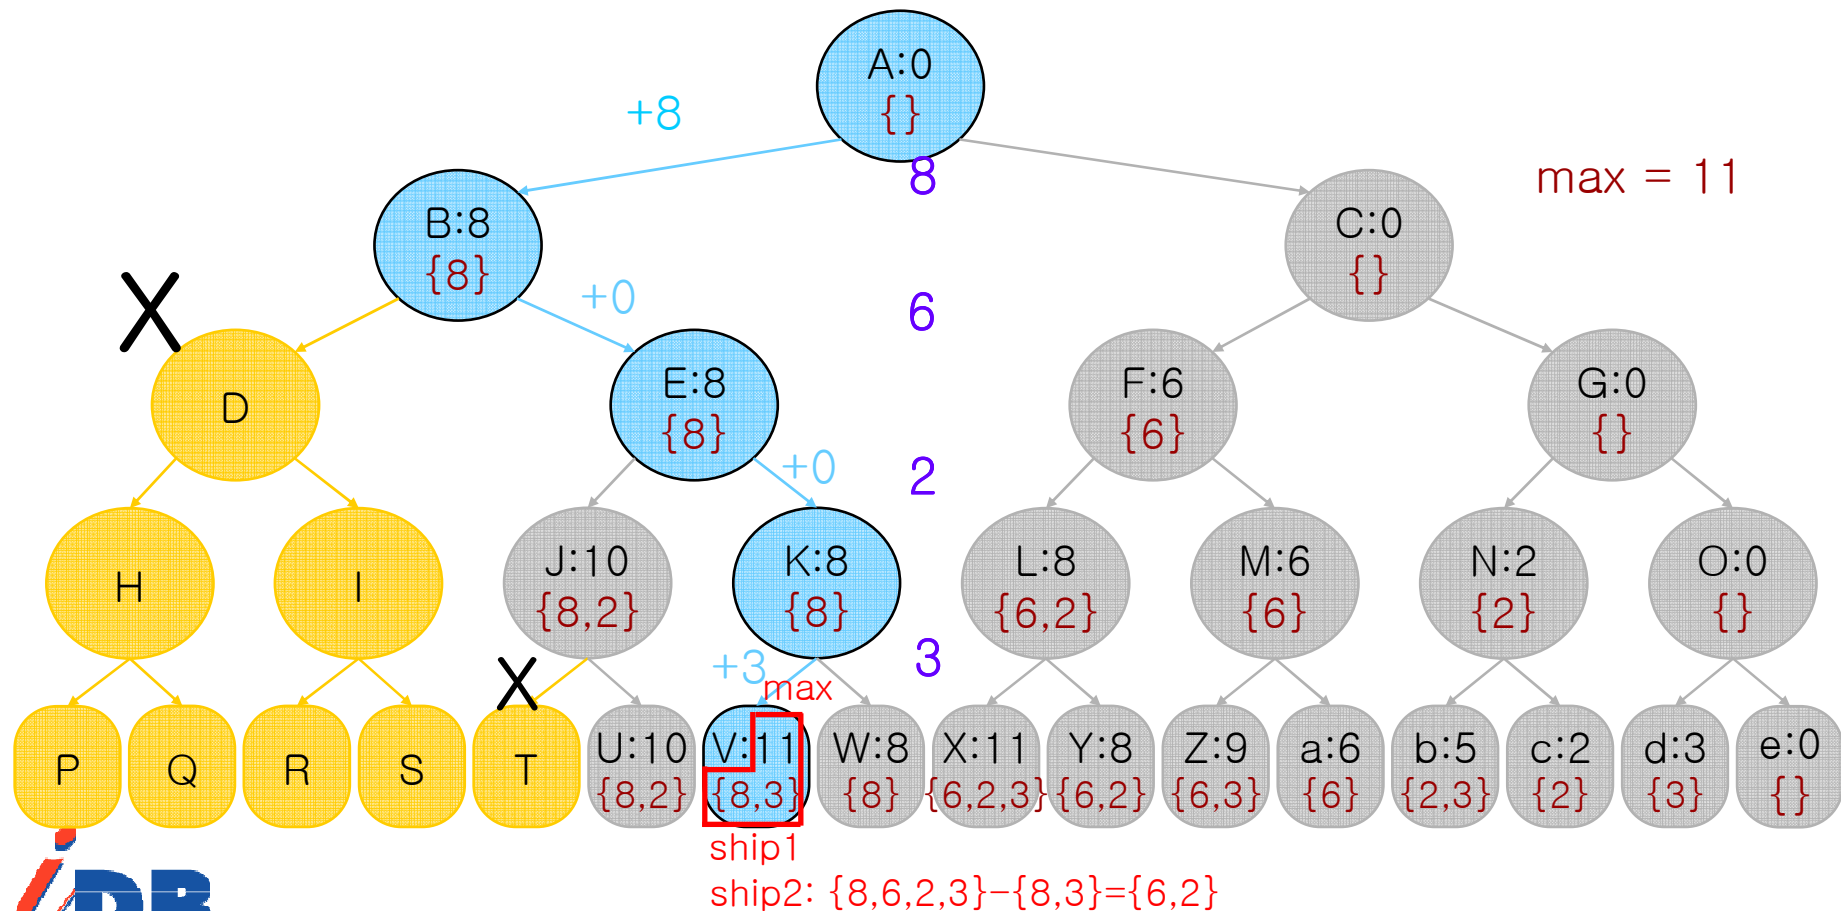 A:0
{}
+8
8
max = 11
B:8
{8}
C:0
{}
X
+0
6
D
E:8
{8}
F:6
{6}
G:0
{}
+0
2
H
I
J:10
{8,2}
K:8
{8}
L:8
{6,2}
M:6
{6}
N:2
{2}
O:0
{}
X
+3
3
max
P
Q
R
S
T
U:10
{8,2}
V:11
{8,3}
W:8
{8}
X:11
{6,2,3}
Y:8
{6,2}
Z:9
{6,3}
a:6
{6}
b:5
{2,3}
c:2
{2}
d:3
{3}
e:0
{}
ship1
ship2: {8,6,2,3}-{8,3}={6,2}
iDB